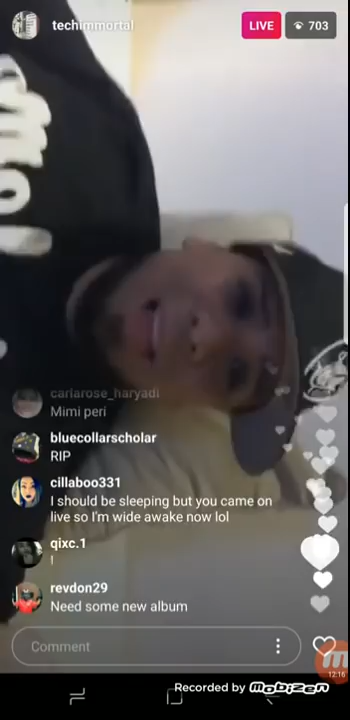 techimmortal
LIVE
703
carlarose_haryadi
Mimi peri
bluecollarscholar
RIP
cillaboo331
I should be sleeping but you came on
live so I'm wide awake now lol
qixc.1
!
revdon29
Need some new album
Comment
12:16
Recorded by Mobizen